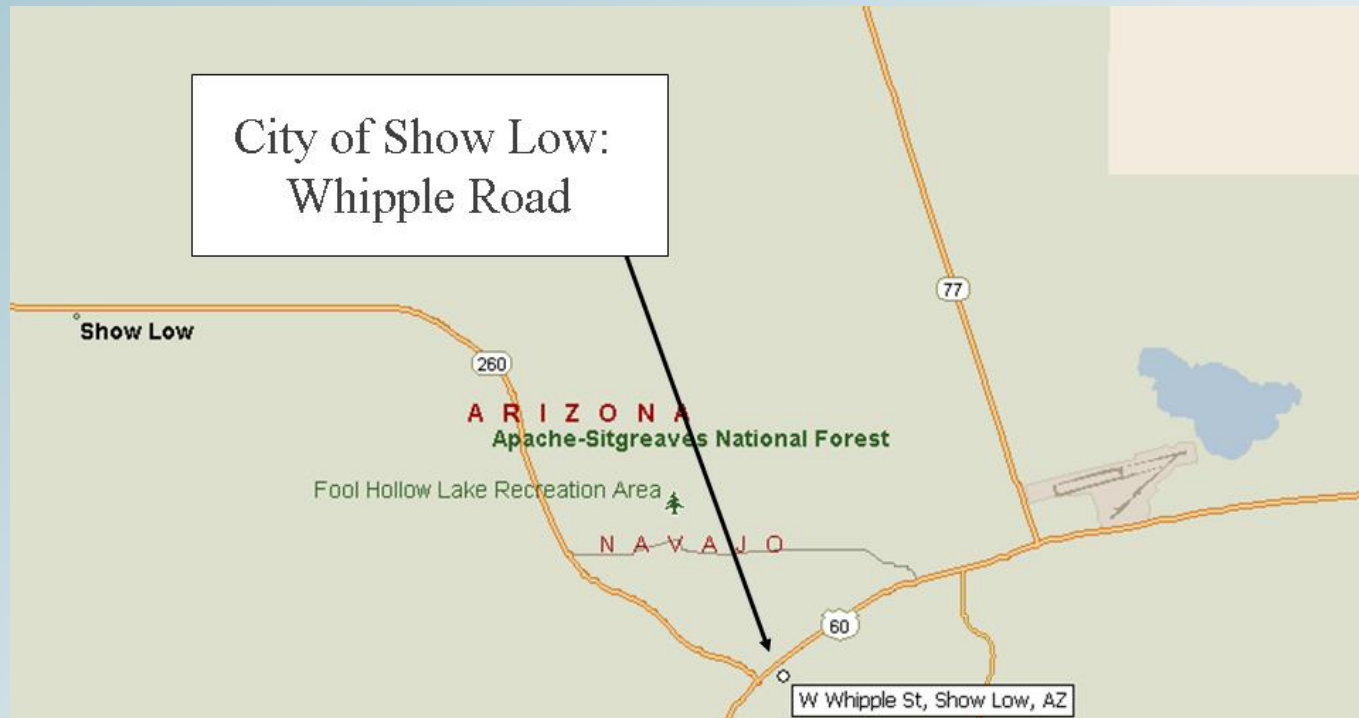 City of Show Low:
Whipple Road
77
Show Low
260
ARIZONA
Apache-Sitgreaves National Forest
Fool Hollow Lake Recreation Area
NAVAJO
60
W Whipple St, Show Low, AZ